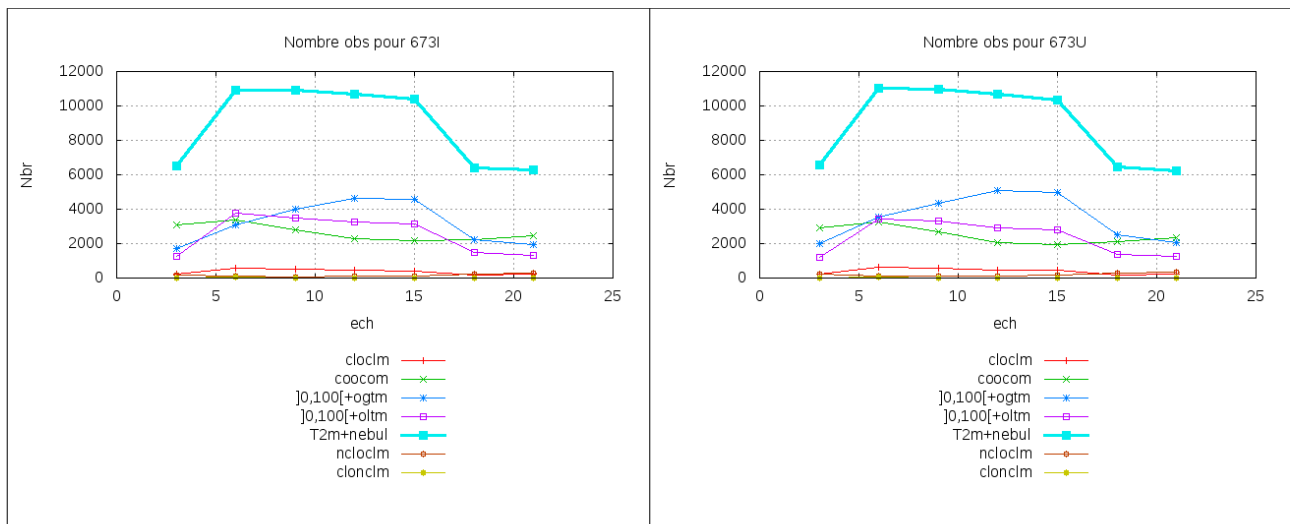 Nombre obs pour 673I
12000
10000
8000
6000
4000
2000
0
Nbr
0 5 10 15 20 25
ech
cloclm
coocom
]0,100[+ogtm
]0,100[+oltm
T2m+nebul
ncloclm
clonclm
Nombre obs pour 673U
12000
10000
8000
6000
4000
2000
0
Nbr
0 5 10 15 20 25
ech
cloclm
coocom
]0,100[+ogtm
]0,100[+oltm
T2m+nebul
ncloclm
clonclm